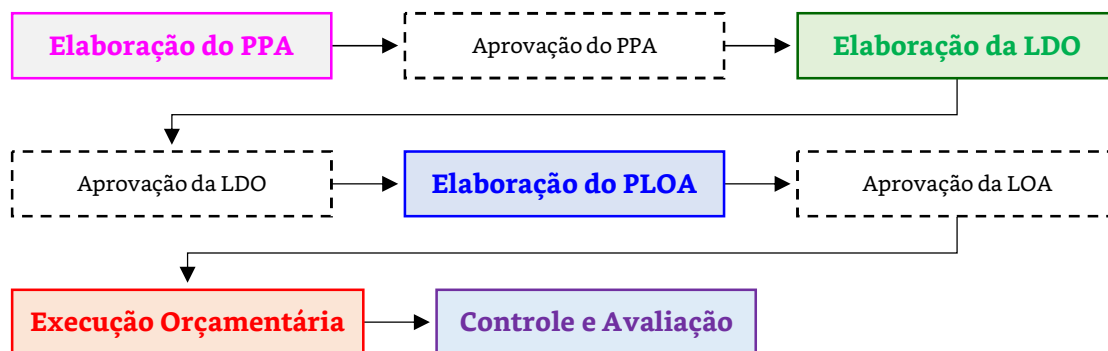 Elaboração do PPA
Aprovação do PPA
Elaboração da LDO
Aprovação da LDO
Elaboração do PLOA
Aprovação da LOA
Execução Orçamentária
Controle e Avaliação